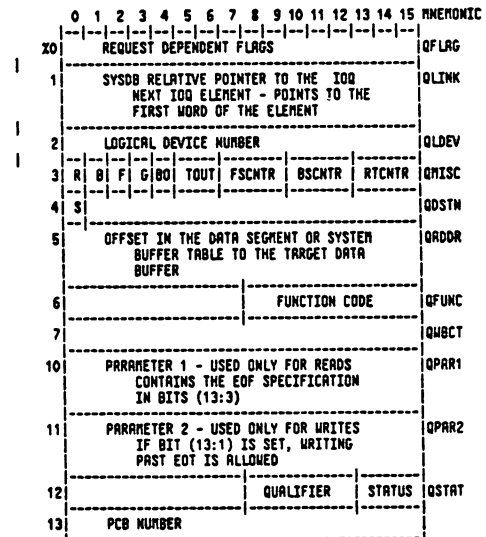 0 1 2 3 4 5 6 7 8 9 10 11 12 13 14 15 MNEMONIC
%0 REQUEST DEPENDENT FLAGS QFLAG
1 SYSDB RELATIVE POINTER TO THE IOQ QLINK
NEXT IOQ ELEMENT - POINTS TO THE
FIRST WORD OF THE ELEMENT
2 LOGICAL DEVICE NUMBER QLDEV
3 R B F G BO TOUT FSCNTR BSCNTR RTCNTR QMISC
4 S QDSTN
5 OFFSET IN THE DATA SEGMENT OR SYSTEM QADDR
BUFFER TABLE TO THE TARGET DATA
BUFFER
6 FUNCTION CODE QFUNC
7 QWBCT
10 PARAMETER 1 - USED ONLY FOR READS QPAR1
CONTAINS THE EOF SPECIFICATION
IN BITS (13:3)
11 PARAMETER 2 - USED ONLY FOR WRITES QPAR2
IF BIT (13:1) IS SET, WRITING
PAST EOT IS ALLOWED
12 QUALIFIER STATUS QSTAT
13 PCB NUMBER